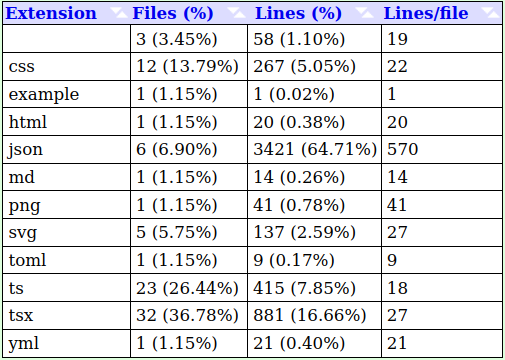 Extension Files (%) Lines (%) Lines/file
3 (3.45%) 58 (1.10%) 19
css 12 (13.79%) 267 (5.05%) 22
example 1 (1.15%) 1 (0.02%) 1
html 1 (1.15%) 20 (0.38%) 20
json 6 (6.90%) 3421 (64.71%) 570
md 1 (1.15%) 14 (0.26%) 14
png 1 (1.15%) 41 (0.78%) 41
svg 5 (5.75%) 137 (2.59%) 27
toml 1 (1.15%) 9 (0.17%) 9
ts 23 (26.44%) 415 (7.85%) 18
tsx 32 (36.78%) 881 (16.66%) 27
yml 1 (1.15%) 21 (0.40%) 21